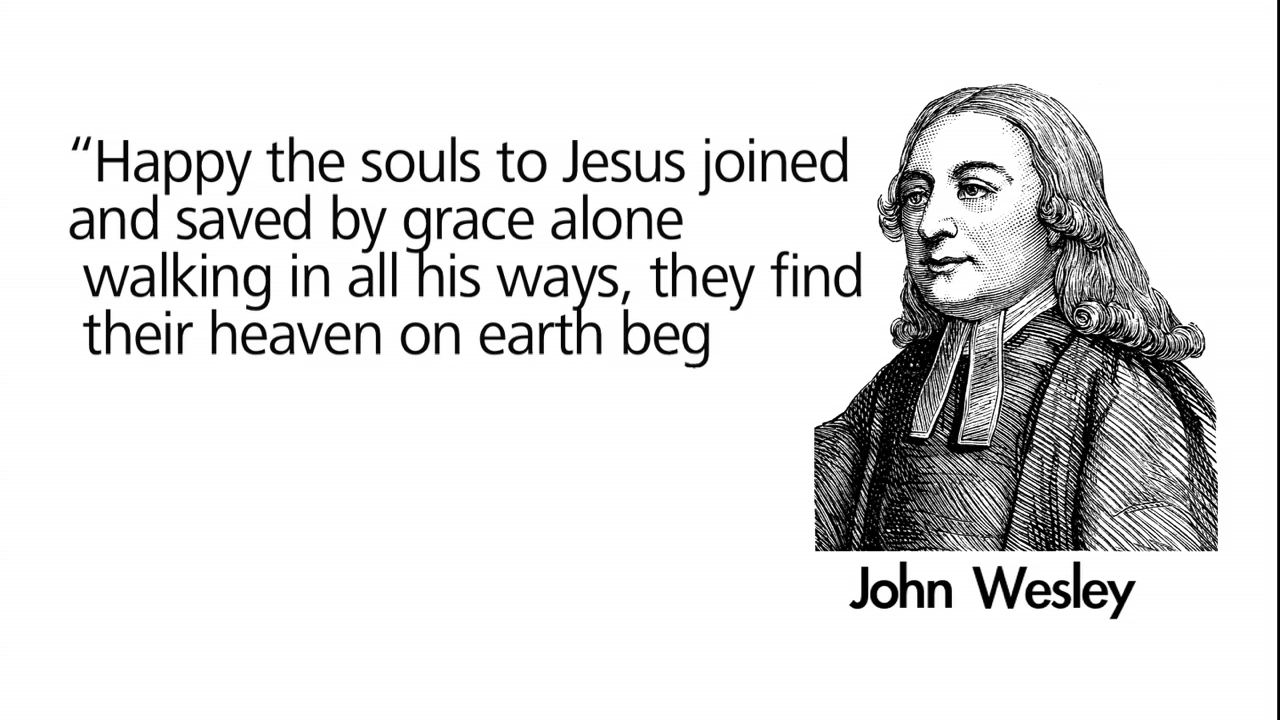 “Happy the souls to Jesus joined
and saved by grace alone
walking in all his ways, they find
their heaven on earth beg
John Wesley